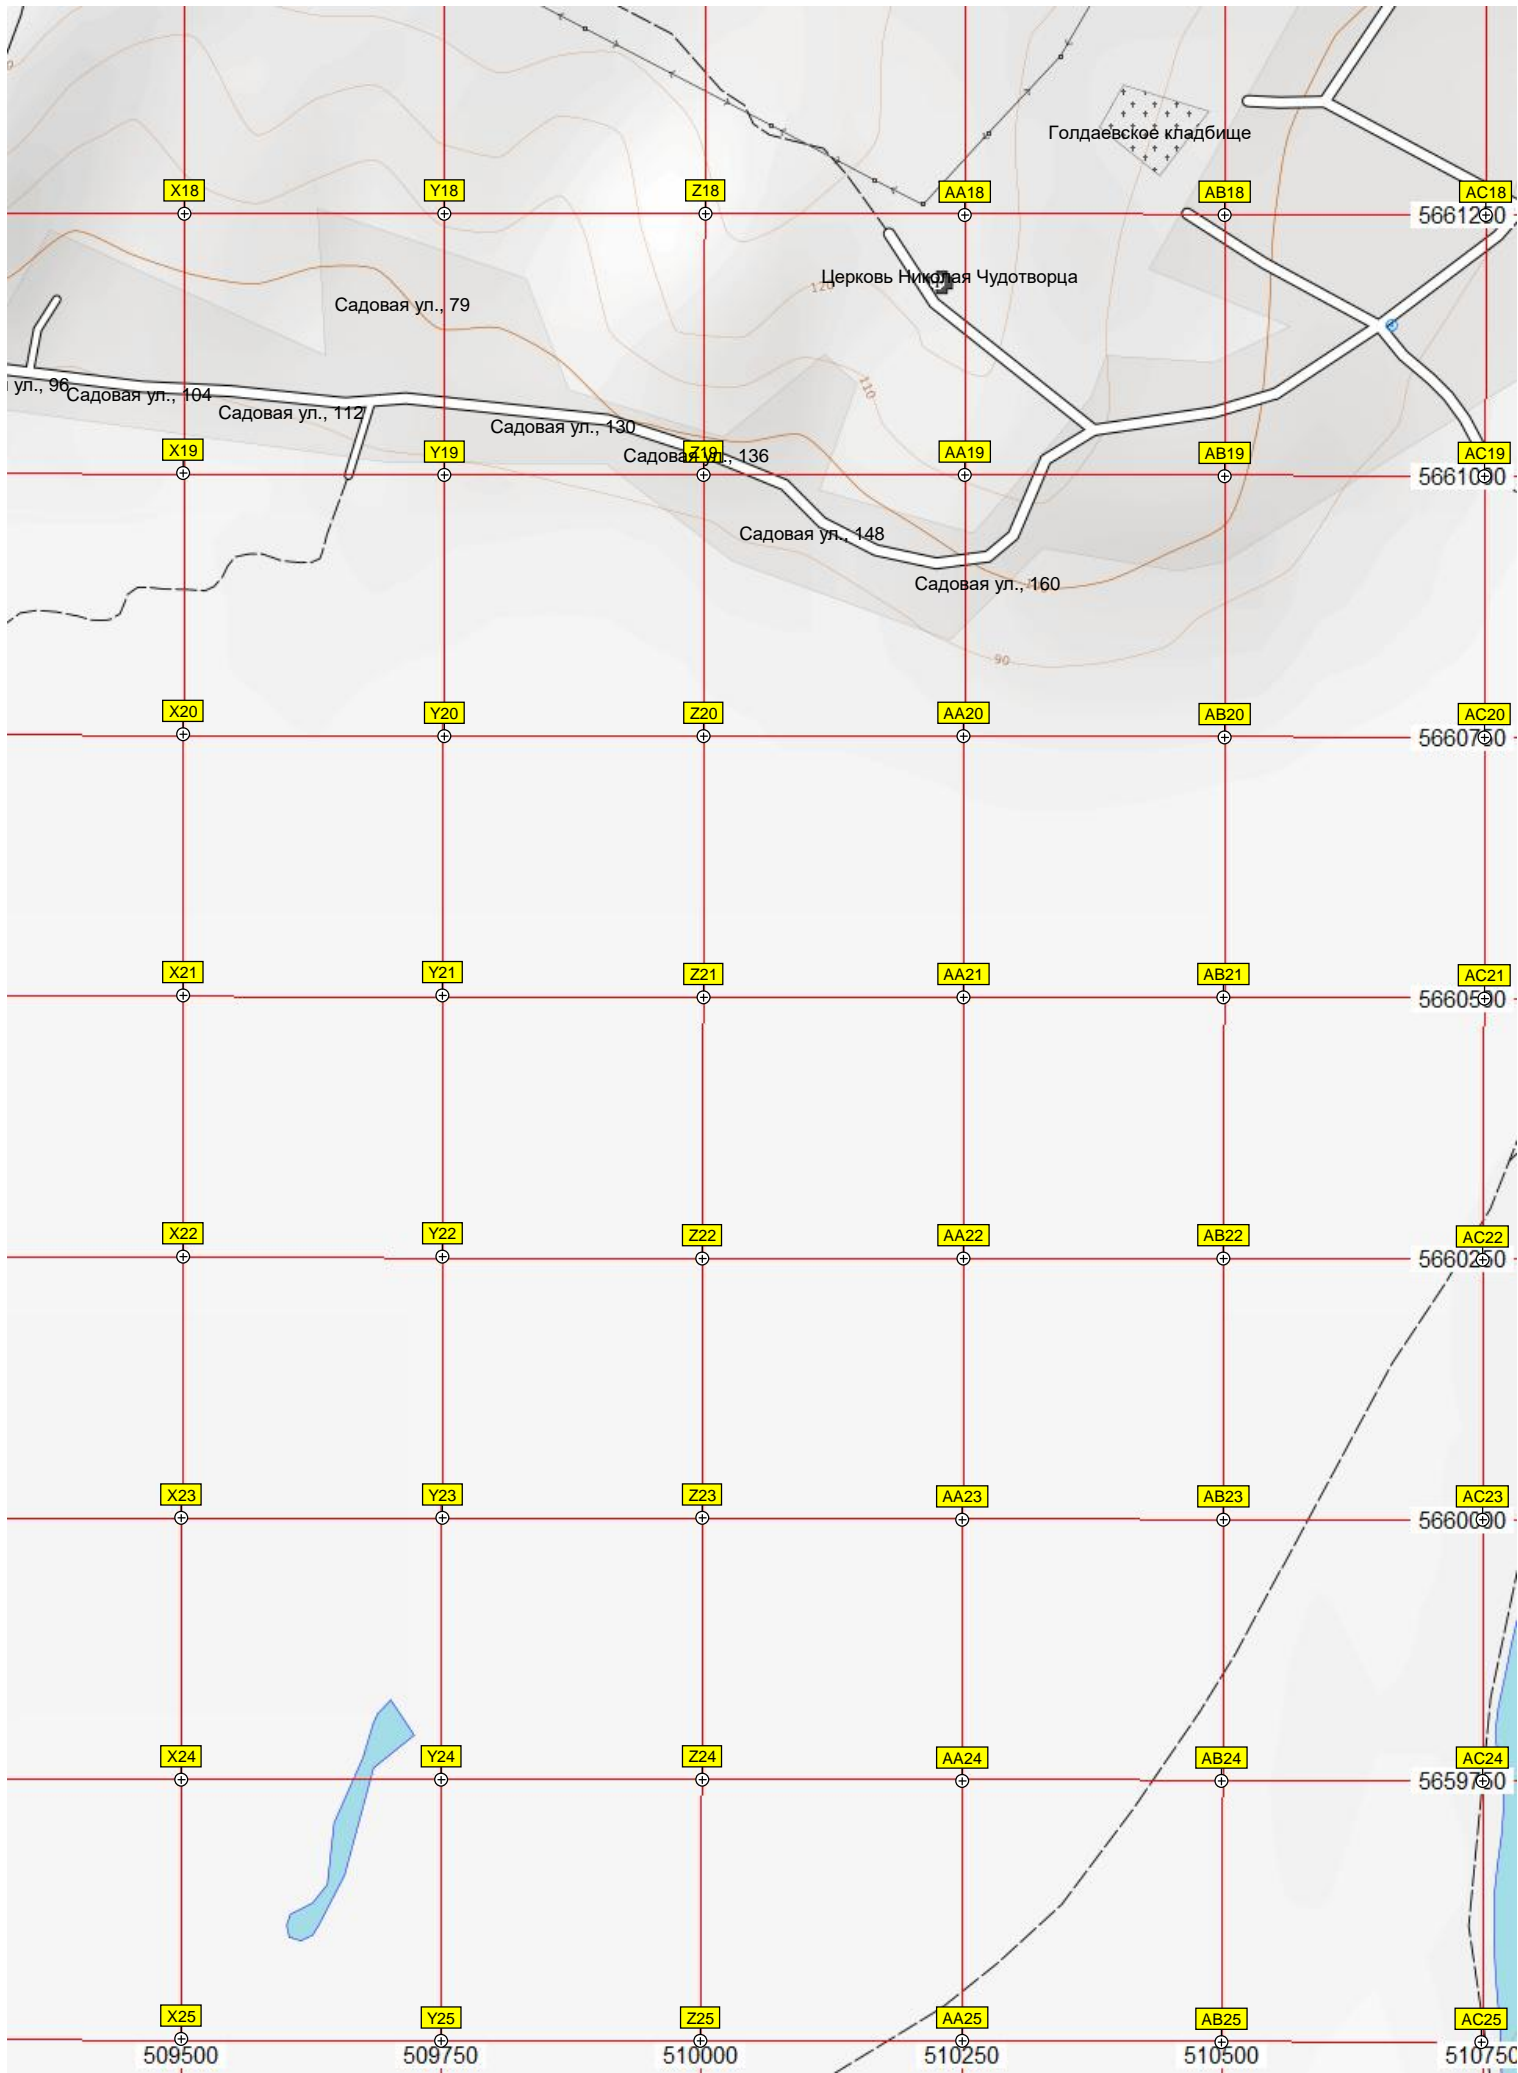 Голдаевское кладбище
X18 Y18 Z18 AA18 AB18 AC18
5661250
Церковь Николая Чудотворца
120
Садовая ул., 79
110
ул., 96
Садовая ул., 104
Садовая ул., 112
Садовая ул., 130
Садовая ул., 136
X19 Y19 Z19 AA19 AB19 AC19
5661000
Садовая ул., 148
Садовая ул., 160
90
X20 Y20 Z20 AA20 AB20 AC20
5660750
X21 Y21 Z21 AA21 AB21 AC21
5660500
X22 Y22 Z22 AA22 AB22 AC22
5660250
X23 Y23 Z23 AA23 AB23 AC23
5660000
X24 Y24 Z24 AA24 AB24 AC24
5659750
X25 Y25 Z25 AA25 AB25 AC25
509500 509750 510000 510250 510500 510750